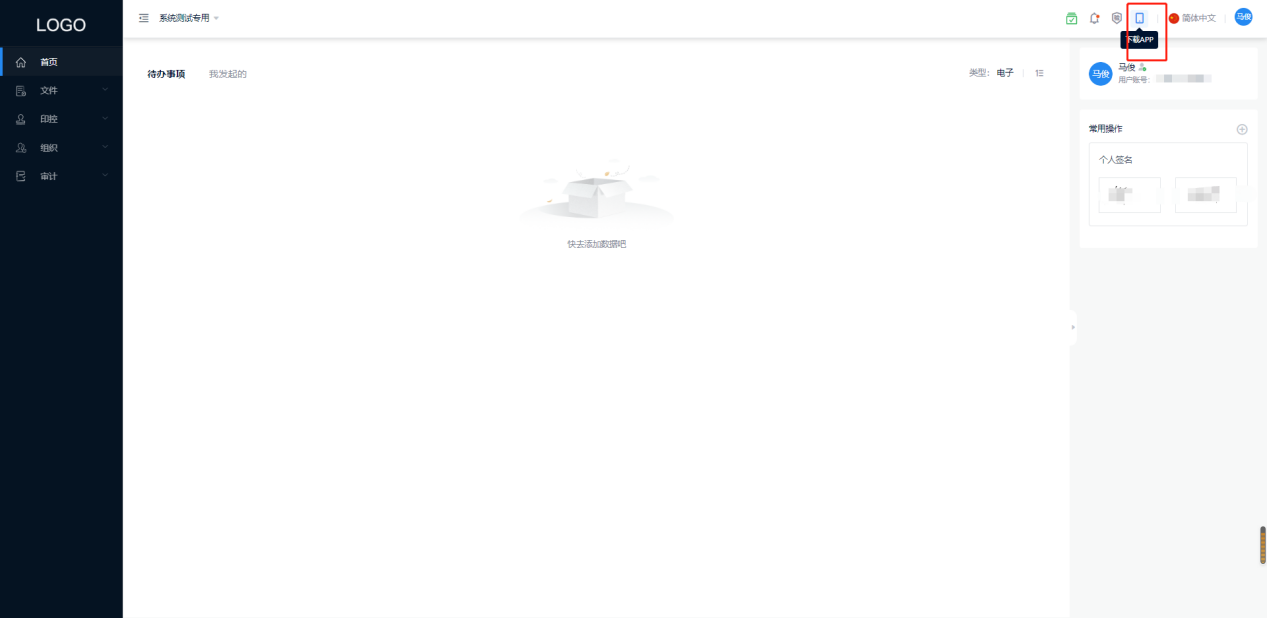 LOGO
系统测试专用
简体中文
马俊
下载APP
首页
文件
印控
组织
审计
待办事项
我发起的
类型:
电子
快去添加数据吧
马俊
马俊
用户账号:
常用操作
个人签名